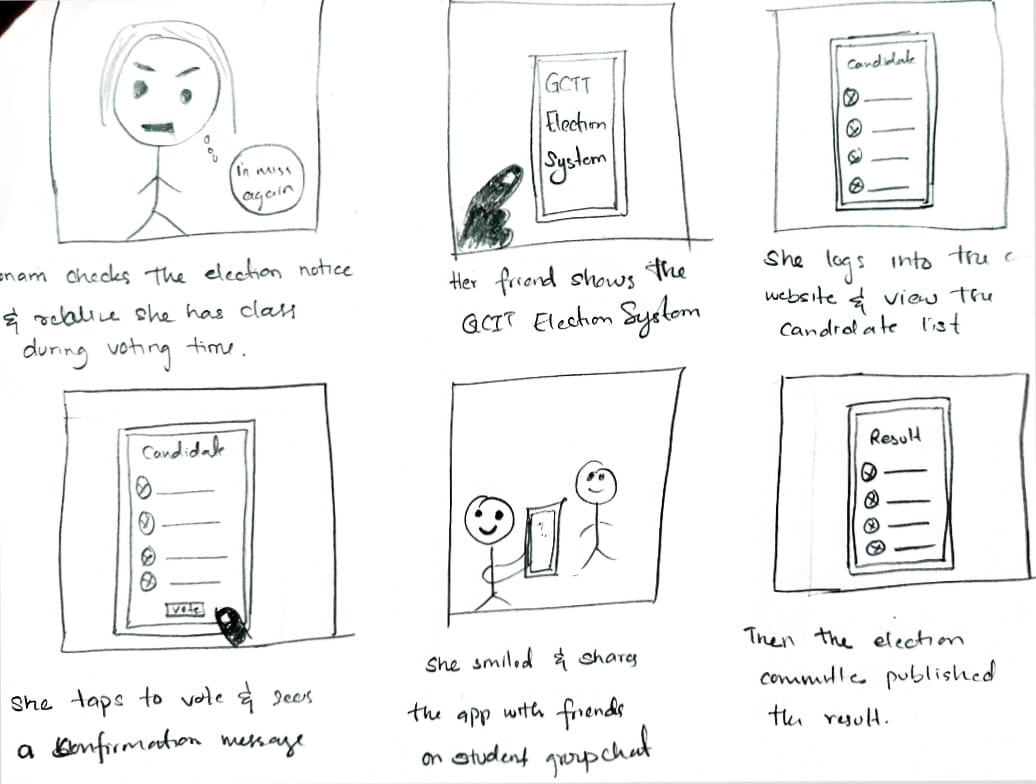 I'm miss
again
nam checks the election notice
& relalise she has class
during voting time.
GCIT
Election
System
Her friend shows the
GCIT Election System
Candidate
She logs into the
website & view the
candidate list
Candidate
Vote
She taps to vote & sees
a confirmation message
She smiled & shares
the app with friends
on student groupchat
Result
Then the election
committe published
the result.